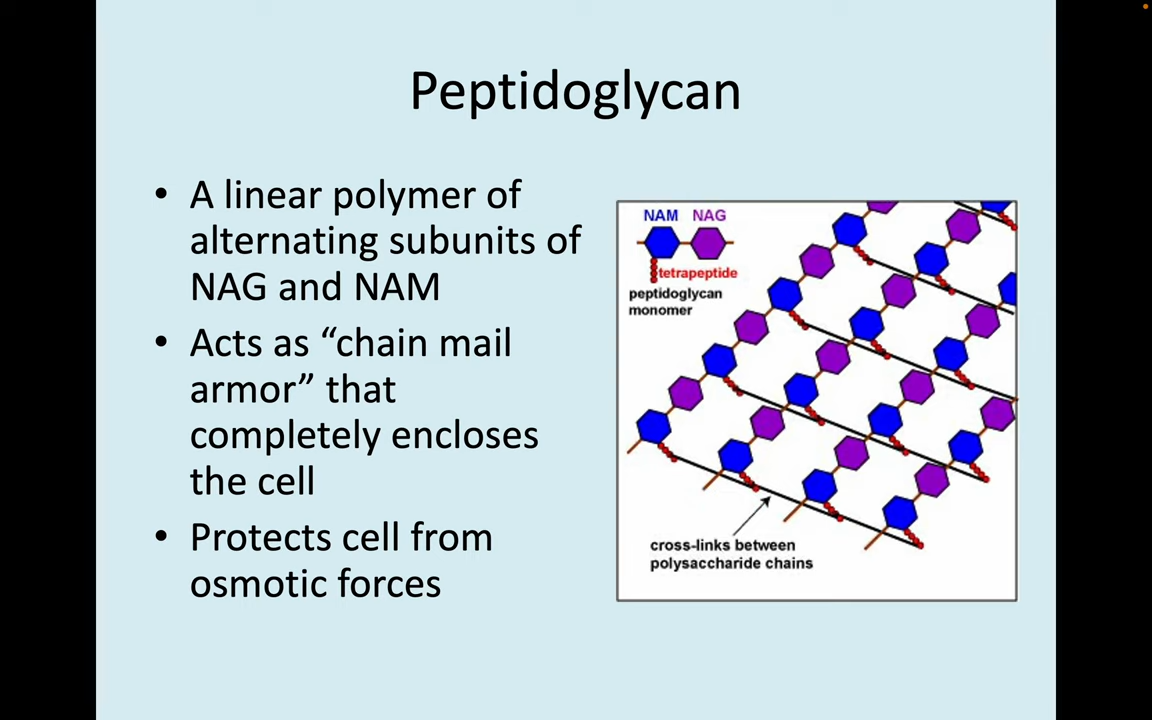 Peptidoglycan
• A linear polymer of
alternating subunits of
NAG and NAM
• Acts as “chain mail
armor” that
completely encloses
the cell
• Protects cell from
osmotic forces
NAM NAG
tetrapeptide
peptidoglycan
monomer
cross-links between
polysaccharide chains